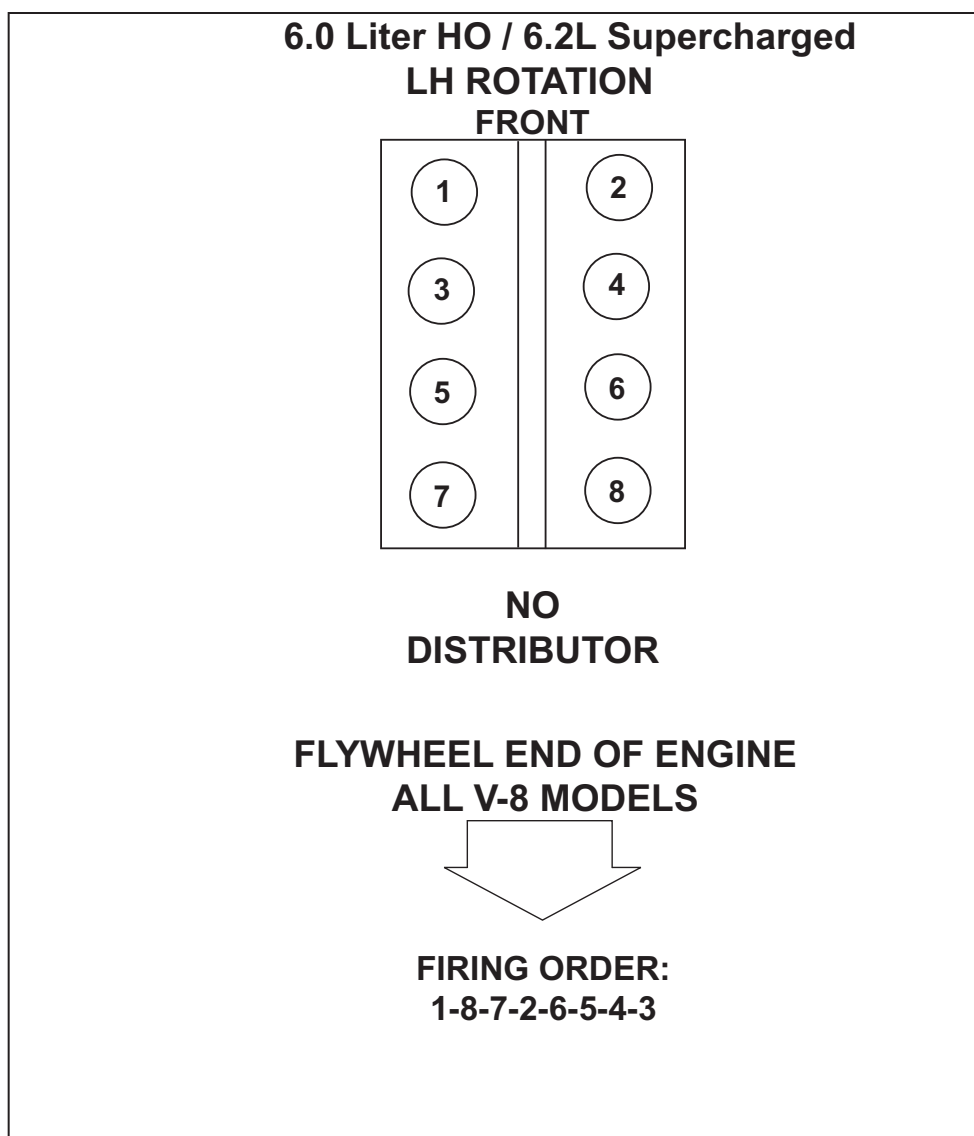 6.0 Liter HO / 6.2L Supercharged
LH ROTATION
FRONT
1 2
3 4
5 6
7 8
NO
DISTRIBUTOR
FLYWHEEL END OF ENGINE
ALL V-8 MODELS
FIRING ORDER:
1-8-7-2-6-5-4-3